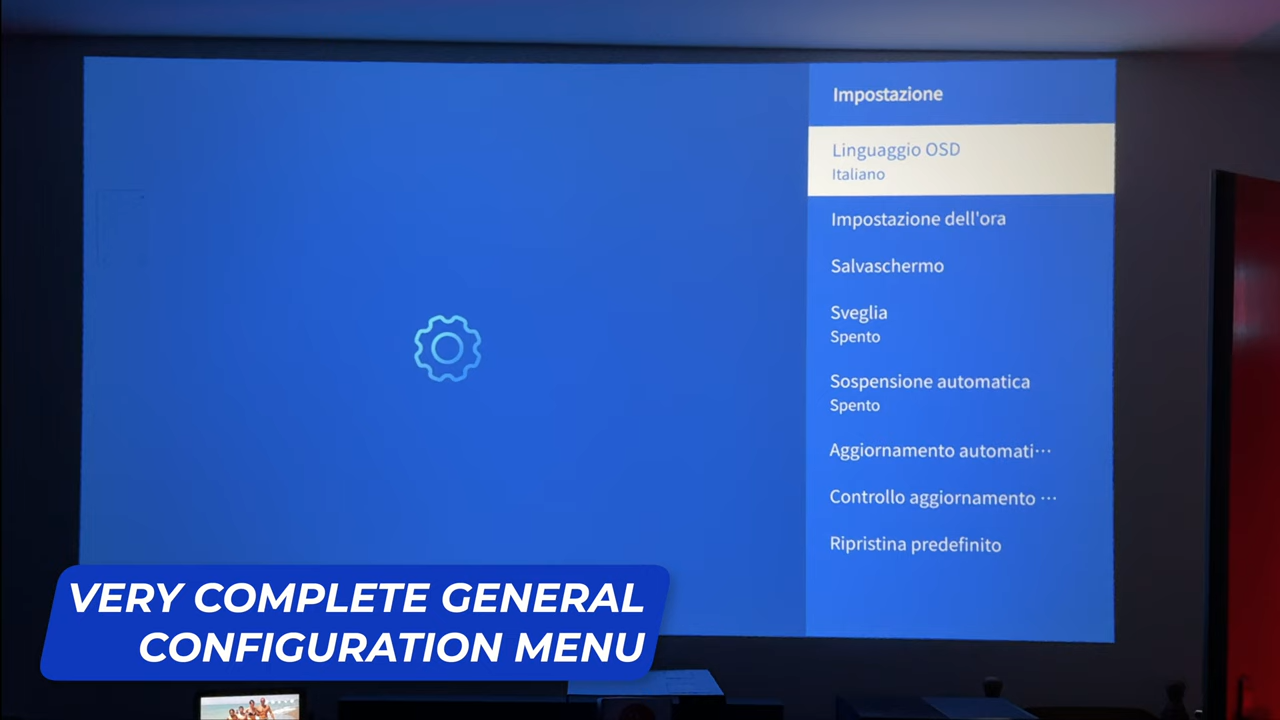 Impostazione
Linguaggio OSD
Italiano
Impostazione dell'ora
Salvaschermo
Sveglia
Spento
Sospensione automatica
Spento
Aggiornamento automati···
Controllo aggiornamento ···
Ripristina predefinito
VERY COMPLETE GENERAL
CONFIGURATION MENU